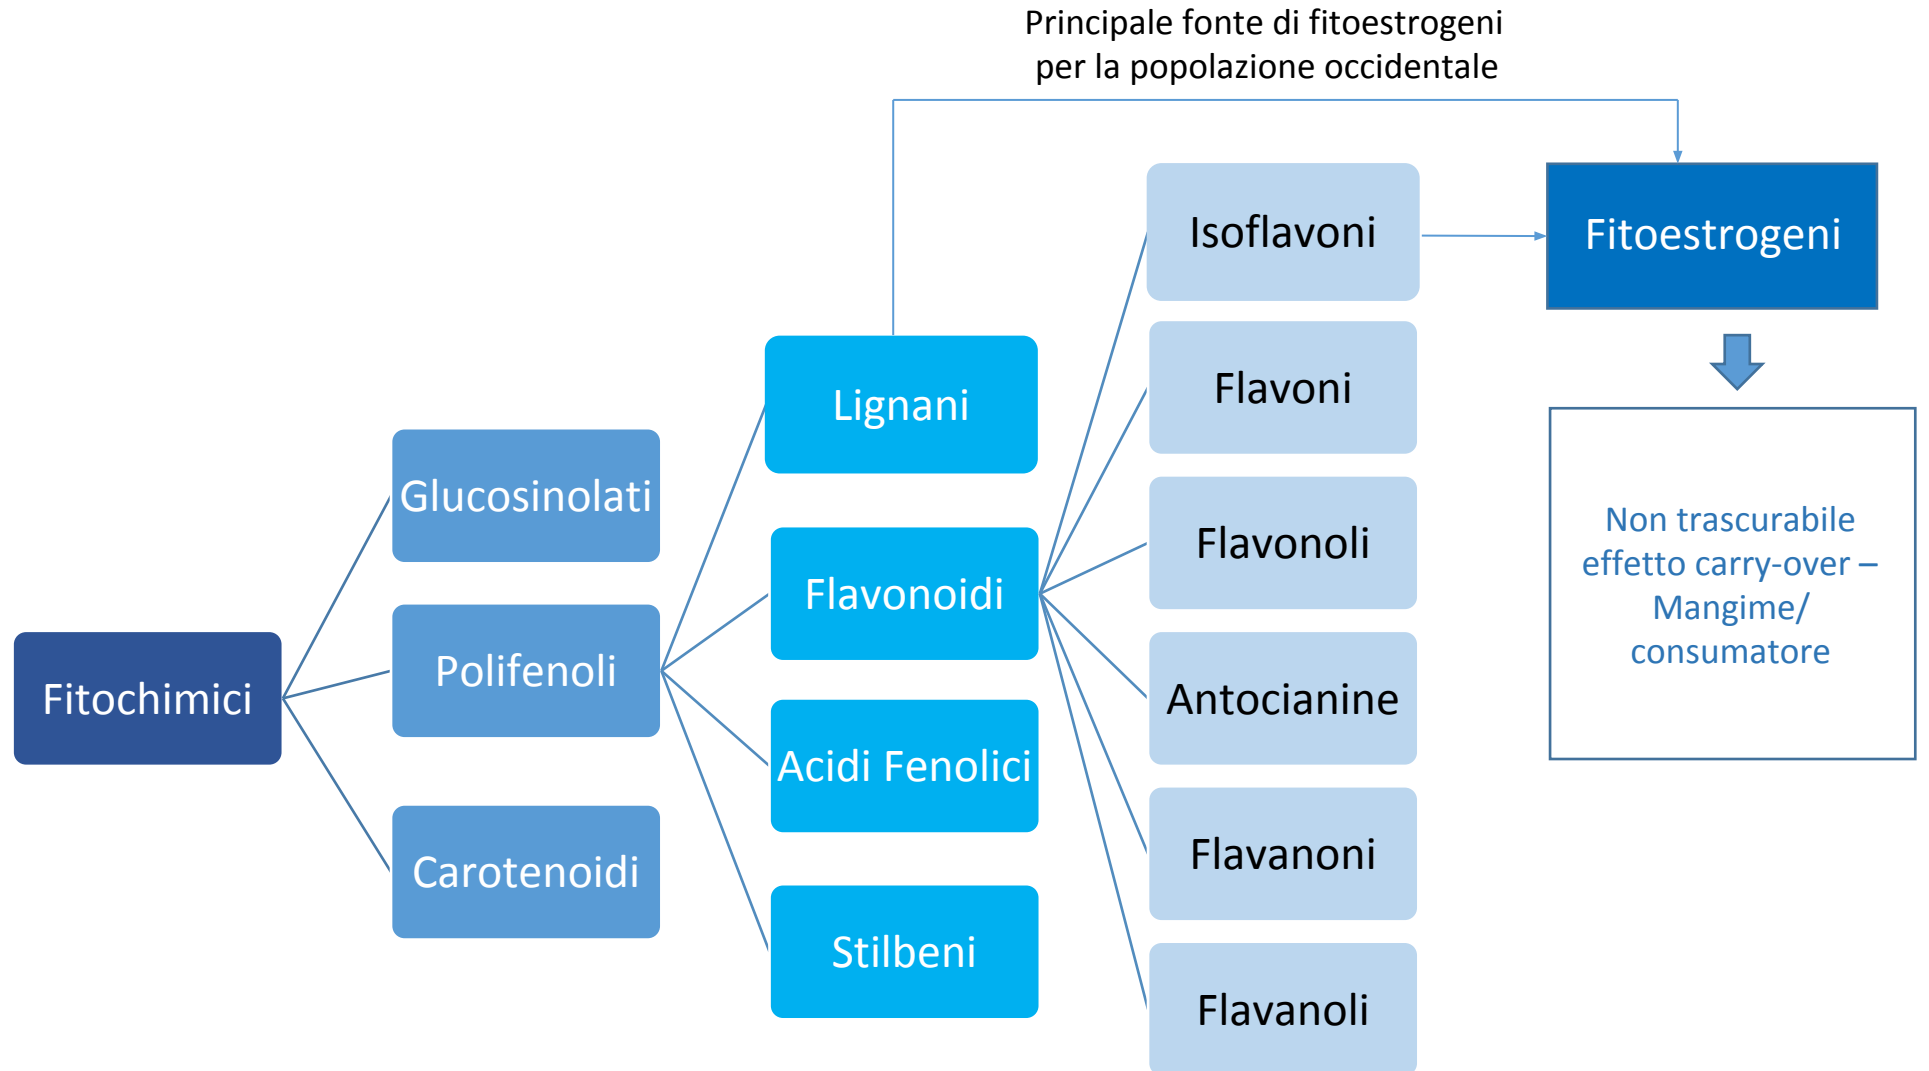 Principale fonte di fitoestrogeni
per la popolazione occidentale
Fitochimici
Glucosinolati
Polifenoli
Carotenoidi
Lignani
Flavonoidi
Acidi Fenolici
Stilbeni
Isoflavoni
Flavoni
Flavonoli
Antocianine
Flavanoni
Flavanoli
Fitoestrogeni
Non trascurabile
effetto carry-over –
Mangime/
consumatore